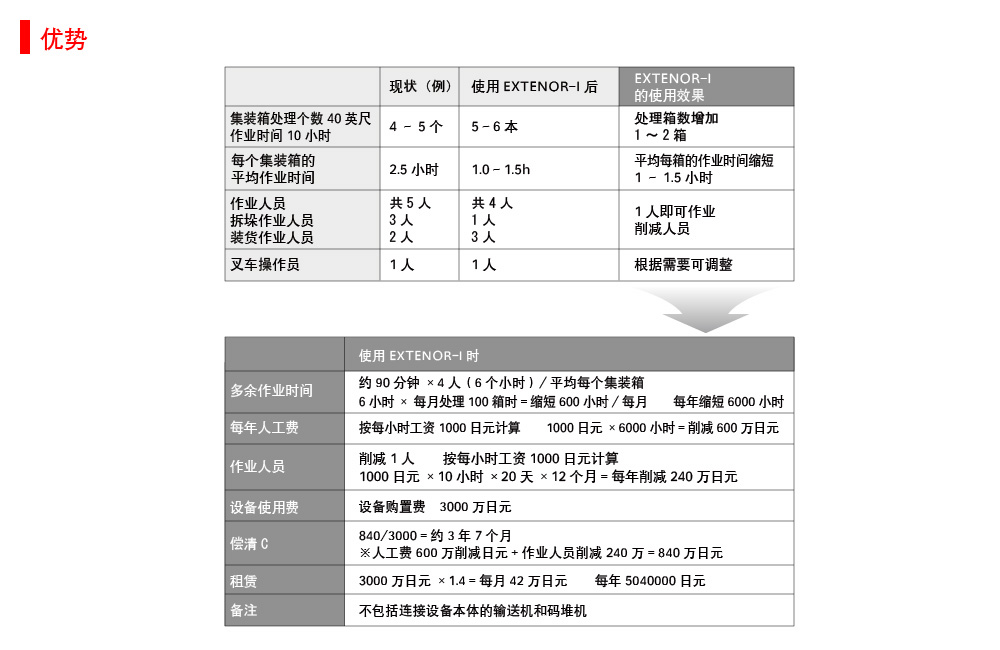 优势
现状（例） 使用 EXTENOR-I 后 EXTENOR-I
的使用效果
集装箱处理个数 40 英尺
作业时间 10 小时 4 - 5 个 5 - 6 本 处理箱数增加
1 ～ 2 箱
每个集装箱的
平均作业时间 2.5 小时 1.0 - 1.5h 平均每箱的作业时间缩短
1 - 1.5 小时
作业人员 共 5 人 共 4 人
拆垛作业人员 3 人 1 人 1 人即可作业
装货作业人员 2 人 3 人 削减人员
叉车操作员 1 人 1 人 根据需要可调整
使用 EXTENOR-I 时
多余作业时间 约 90 分钟 × 4 人 ( 6 个小时 ) / 平均每个集装箱
6 小时 × 每月处理 100 箱时 = 缩短 600 小时 / 每月 每年缩短 6000 小时
每年人工费 按每小时工资 1000 日元计算 1000 日元 × 6000 小时 = 削减 600 万日元
作业人员 削减 1 人 按每小时工资 1000 日元计算
1000 日元 × 10 小时 × 20 天 × 12 个月 = 每年削减 240 万日元
设备使用费 设备购置费 3000 万日元
偿清 C 840/3000 = 约 3 年 7 个月
※人工费 600 万削减日元 + 作业人员削减 240 万 = 840 万日元
租赁 3000 万日元 × 1.4 = 每月 42 万日元 每年 5040000 日元
备注 不包括连接设备本体的输送机和码堆机